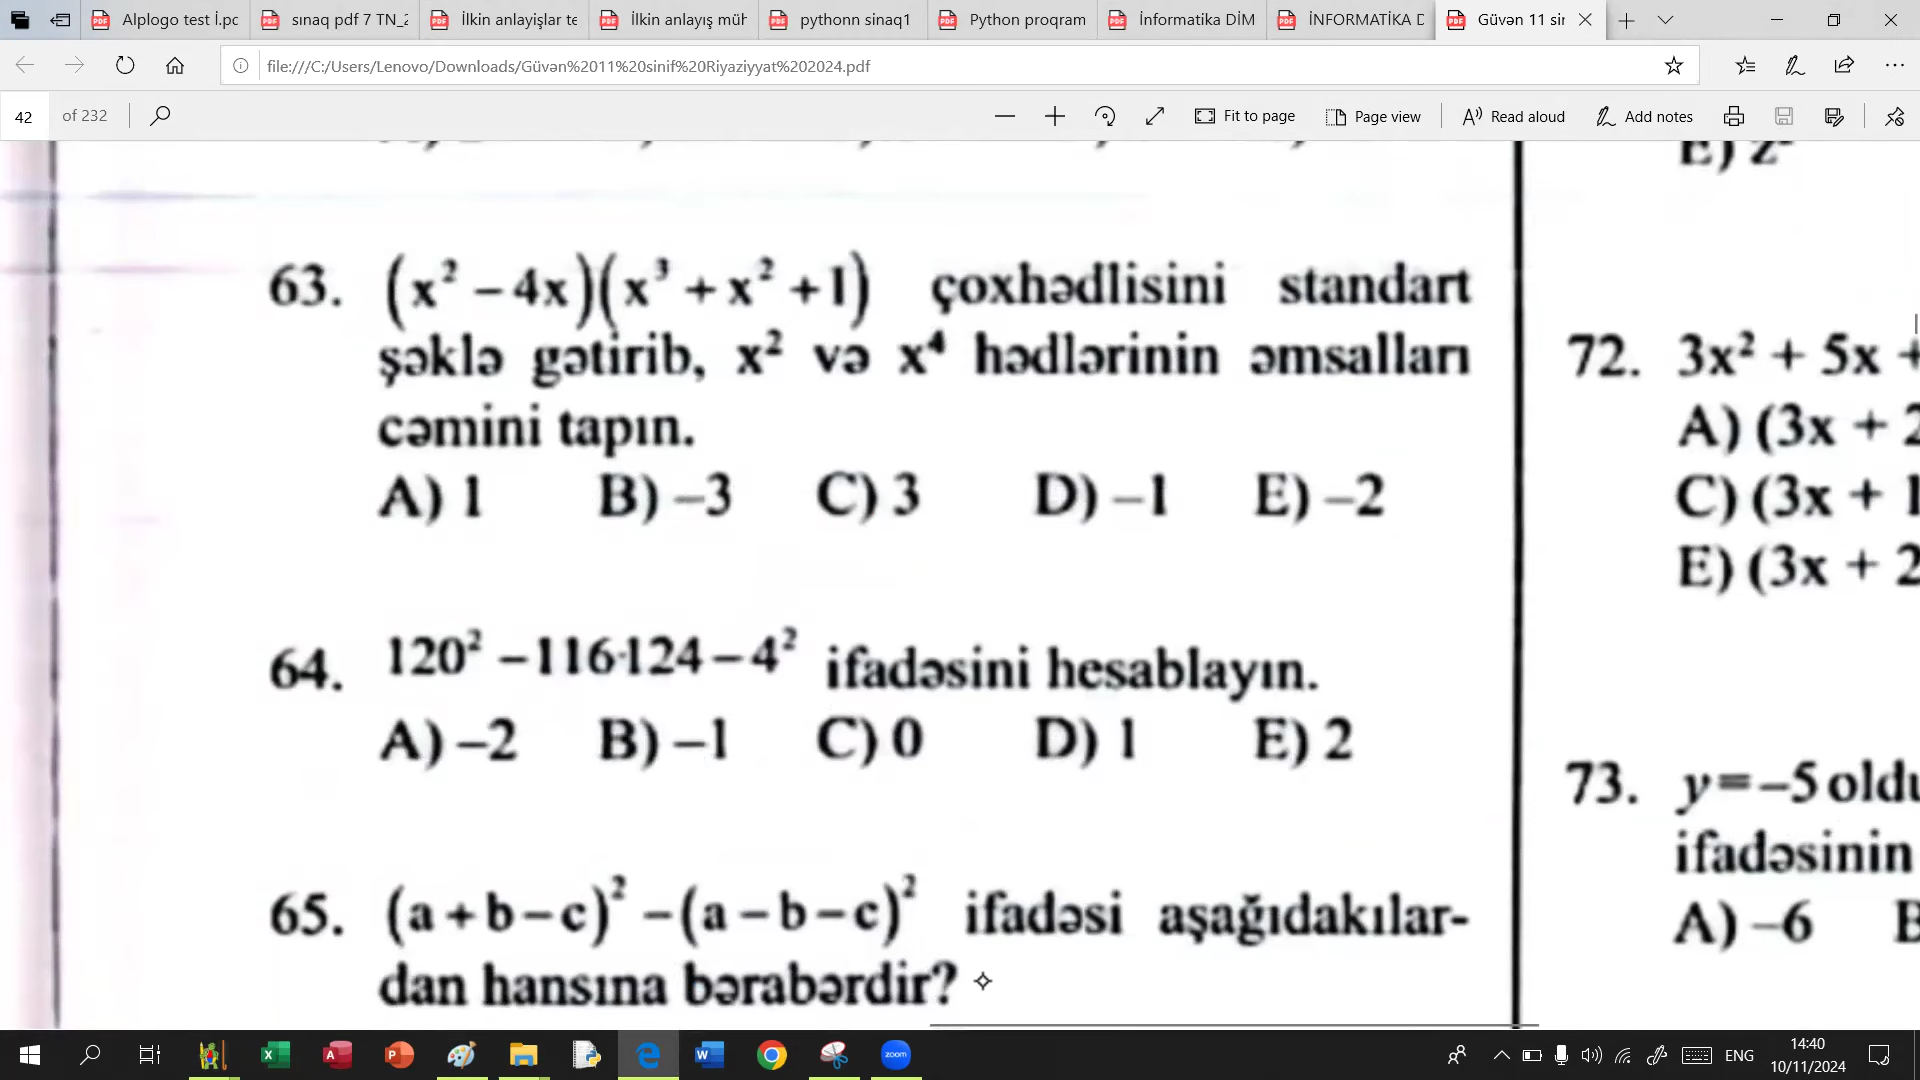 Alplogo test İ.pc
sınaq pdf 7 TN_2
İlkin anlayişlar te
İlkin anlayış müh
pythonn sinaq1
Python proqram
İnformatika DİM
İNFORMATİKA D
Güvən 11 sin
file:///C:/Users/Lenovo/Downloads/Güvən%2011%20sinif%20Riyaziyyat%202024.pdf
42 of 232
Fit to page
Page view
Read aloud
Add notes
63. (x² – 4x)(x³ + x² + 1) çoxhədlisini standart
şəklə gətirib, x² və x⁴ hədlərinin əmsalları
cəmini tapın.
A) 1 B) –3 C) 3 D) –1 E) –2
64. 120² – 116·124 – 4² ifadəsini hesablayın.
A) –2 B) –1 C) 0 D) 1 E) 2
65. (a + b – c)² – (a – b – c)² ifadəsi aşağıdakılar-
dan hansına bərabərdir?
72. 3x² + 5x +
A) (3x + 2
C) (3x + 1
E) (3x + 2
73. y = –5 oldu
ifadəsinin
A) –6
zoom
ENG
14:40
10/11/2024